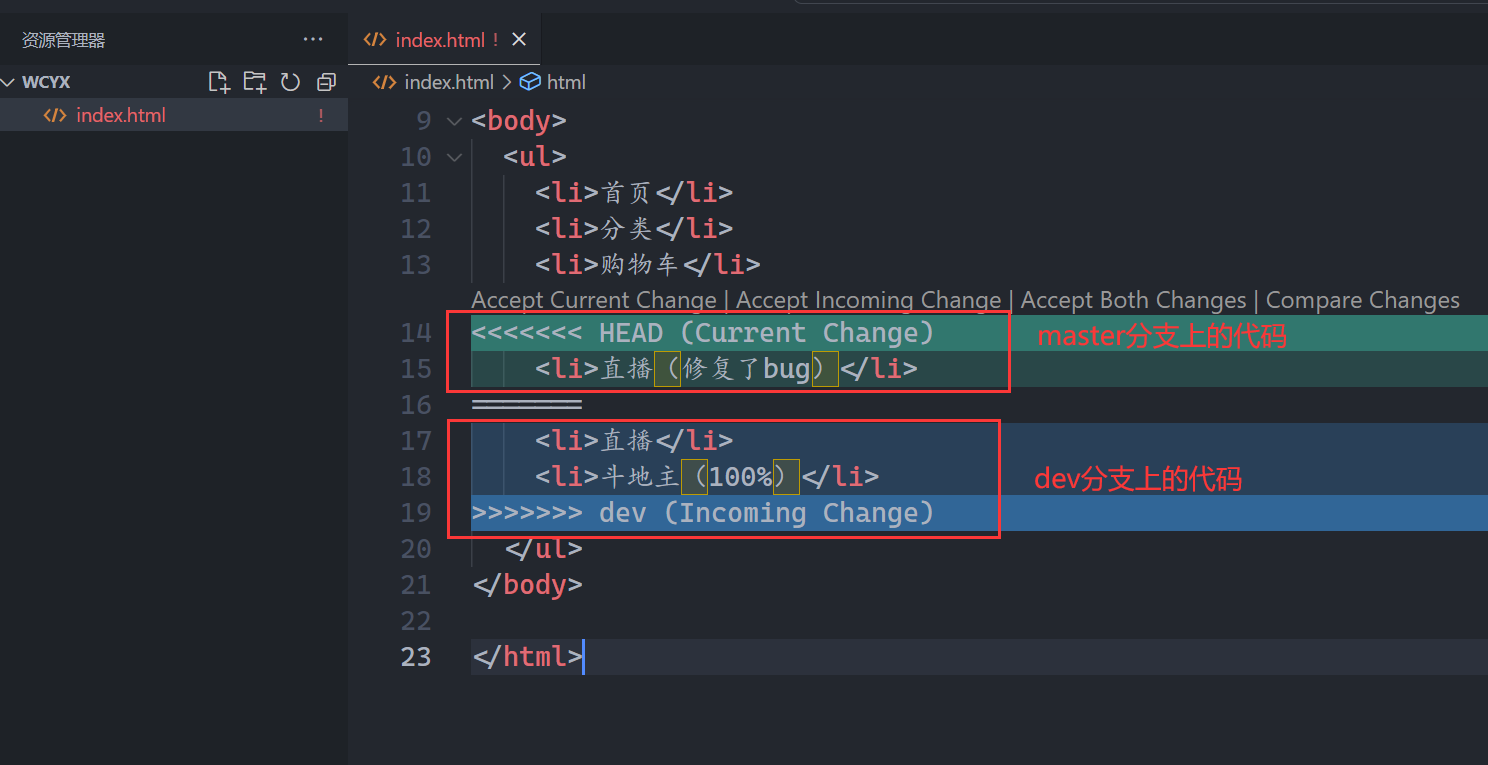 资源管理器 ···
index.html !
WCYX
index.html > html
index.html !
9 <body>
10 <ul>
11 <li>首页</li>
12 <li>分类</li>
13 <li>购物车</li>
Accept Current Change | Accept Incoming Change | Accept Both Changes | Compare Changes
14 <<<<<<< HEAD (Current Change) master分支上的代码
15 <li>直播（修复了bug）</li>
16 =======
17 <li>直播</li>
18 <li>斗地主（100%）</li> dev分支上的代码
19 >>>>>>> dev (Incoming Change)
20 </ul>
21 </body>
22
23 </html>